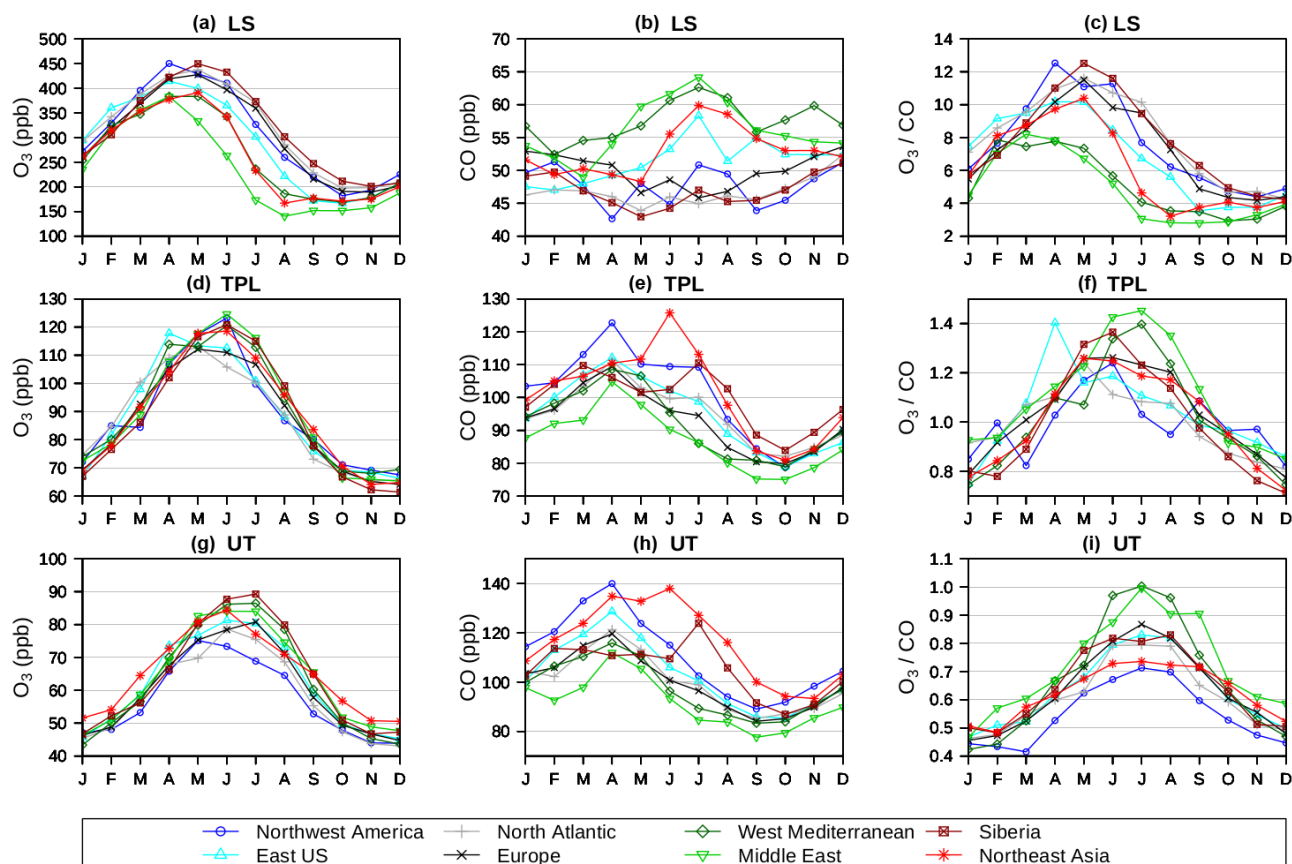 (a) LS
(b) LS
(c) LS
O3 (ppb)
500
450
400
350
300
250
200
150
100
J F M A M J J A S O N D
CO (ppb)
70
65
60
55
50
45
40
J F M A M J J A S O N D
O3 / CO
14
12
10
8
6
4
2
J F M A M J J A S O N D
(d) TPL
(e) TPL
(f) TPL
O3 (ppb)
130
120
110
100
90
80
70
60
J F M A M J J A S O N D
CO (ppb)
130
120
110
100
90
80
70
J F M A M J J A S O N D
O3 / CO
1.4
1.2
1.0
0.8
J F M A M J J A S O N D
(g) UT
(h) UT
(i) UT
O3 (ppb)
100
90
80
70
60
50
40
J F M A M J J A S O N D
CO (ppb)
140
120
100
80
J F M A M J J A S O N D
O3 / CO
1.1
1.0
0.9
0.8
0.7
0.6
0.5
0.4
J F M A M J J A S O N D
Northwest America North Atlantic West Mediterranean Siberia
East US Europe Middle East Northeast Asia